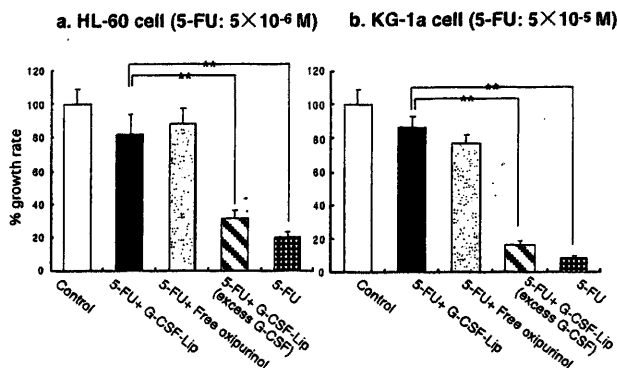 a. HL-60 cell (5-FU: 5×10⁻⁶ M)
120
100
80
60
40
20
0
% growth rate
**
**
Control
5-FU+ G-CSF-Lip
5-FU+ Free oxipurinol
5-FU+ G-CSF-Lip
(excess G-CSF)
5-FU
b. KG-1a cell (5-FU: 5×10⁻⁵ M)
120
100
80
60
40
20
0
**
**
Control
5-FU+ G-CSF-Lip
5-FU+ Free oxipurinol
5-FU+ G-CSF-Lip
(excess G-CSF)
5-FU